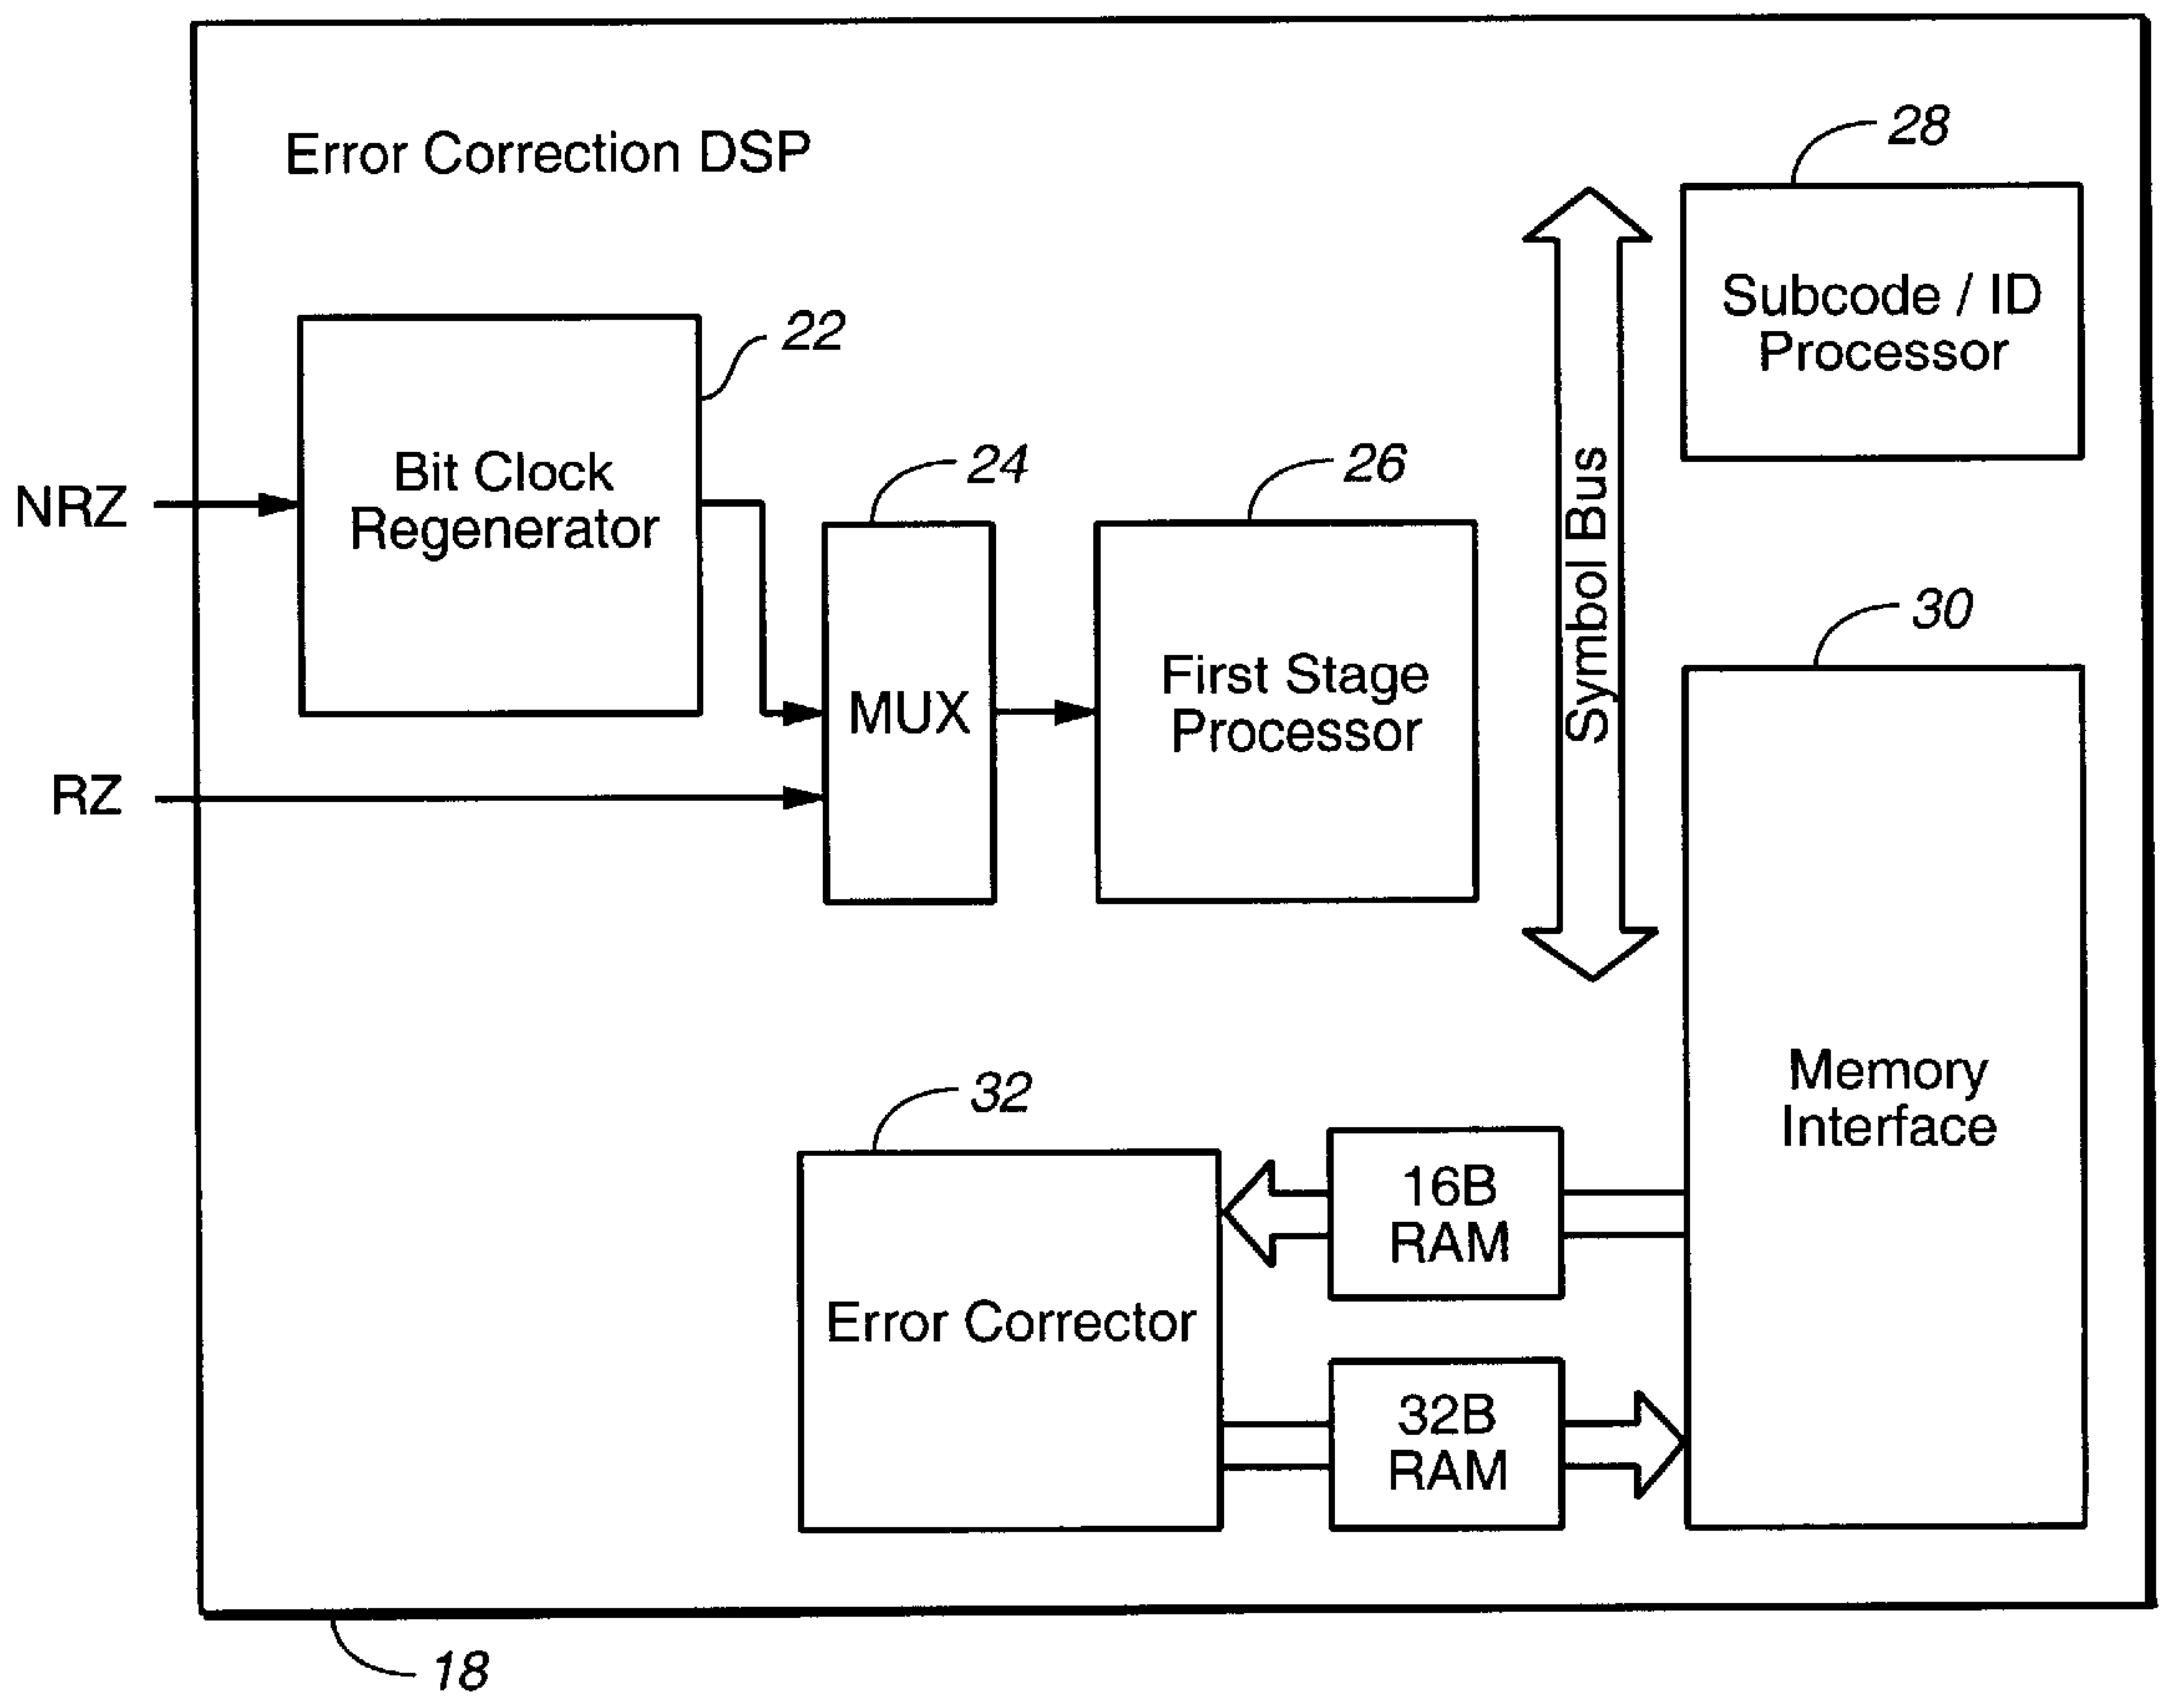 Error Correction DSP
28
Subcode / ID
Processor
22
Bit Clock
Regenerator
NRZ
24
26
Symbol Bus
MUX
First Stage
Processor
RZ
30
Memory
Interface
32
Error Corrector
16B
RAM
32B
RAM
18